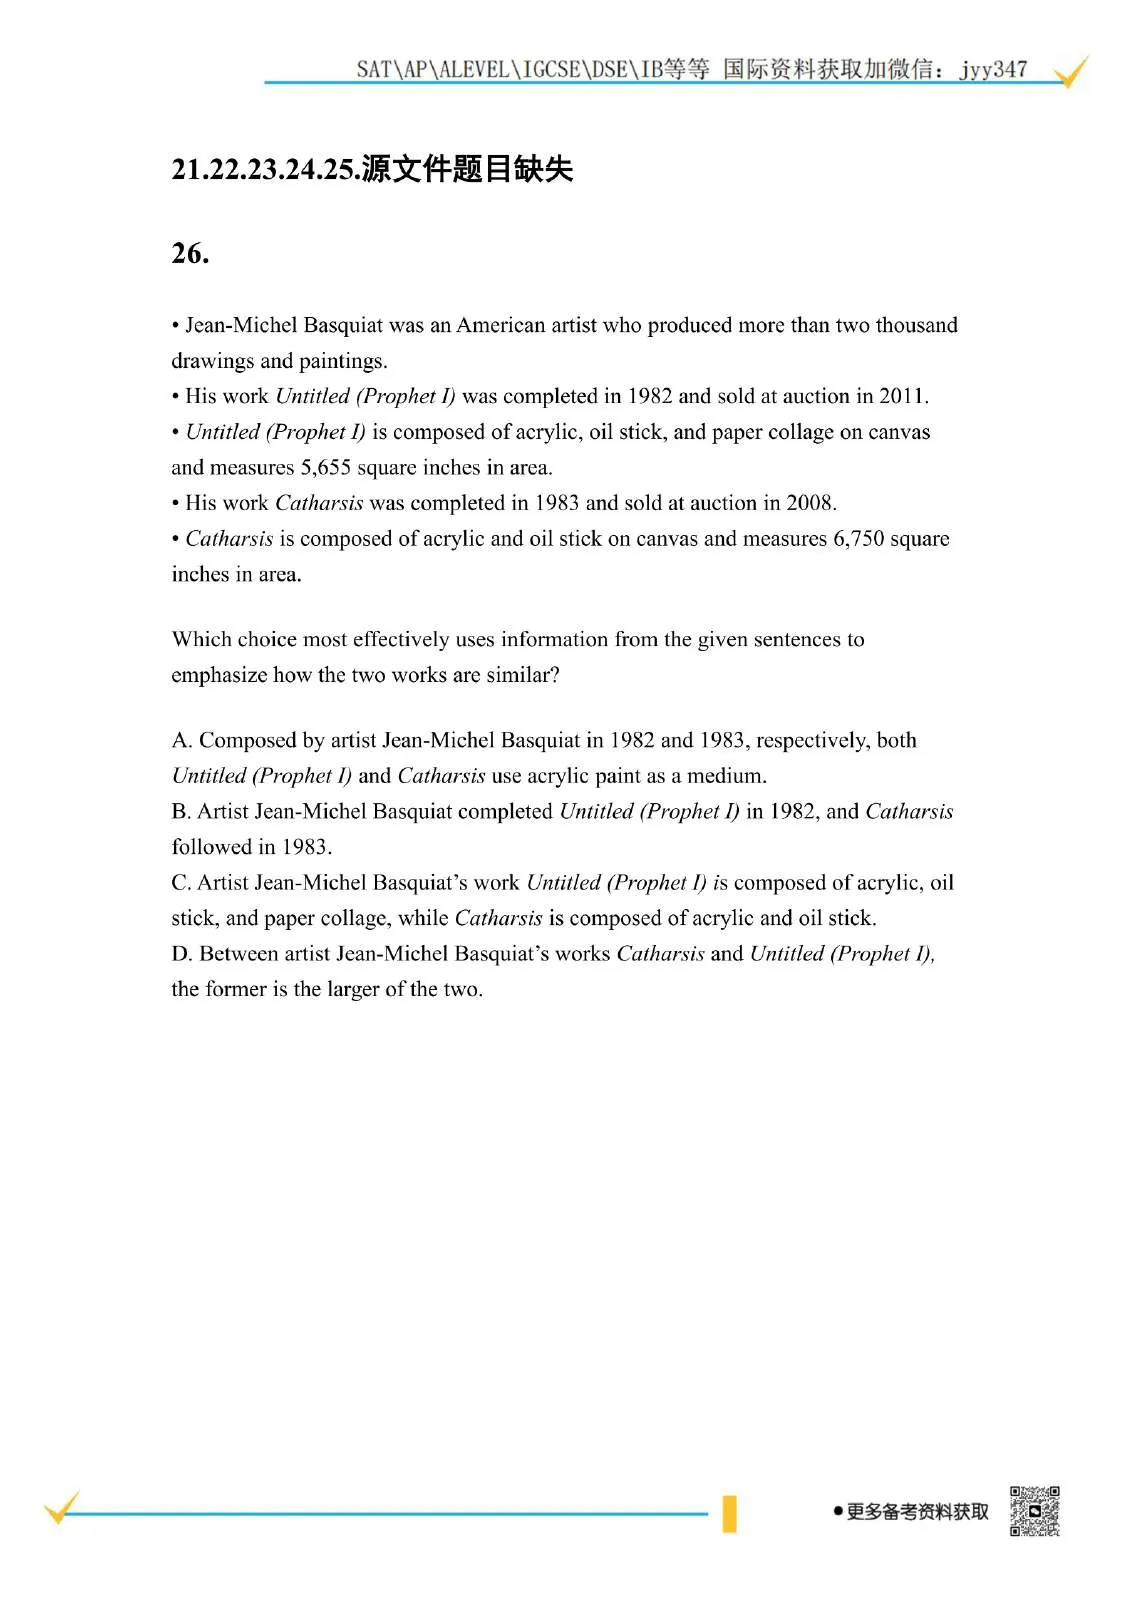 SAT\AP\ALEVEL\IGCSE\DSE\IB等等 国际资料获取加微信：jyy347
21.22.23.24.25.源文件题目缺失
26.
• Jean-Michel Basquiat was an American artist who produced more than two thousand
drawings and paintings.
• His work Untitled (Prophet I) was completed in 1982 and sold at auction in 2011.
• Untitled (Prophet I) is composed of acrylic, oil stick, and paper collage on canvas
and measures 5,655 square inches in area.
• His work Catharsis was completed in 1983 and sold at auction in 2008.
• Catharsis is composed of acrylic and oil stick on canvas and measures 6,750 square
inches in area.
Which choice most effectively uses information from the given sentences to
emphasize how the two works are similar?
A. Composed by artist Jean-Michel Basquiat in 1982 and 1983, respectively, both
Untitled (Prophet I) and Catharsis use acrylic paint as a medium.
B. Artist Jean-Michel Basquiat completed Untitled (Prophet I) in 1982, and Catharsis
followed in 1983.
C. Artist Jean-Michel Basquiat’s work Untitled (Prophet I) is composed of acrylic, oil
stick, and paper collage, while Catharsis is composed of acrylic and oil stick.
D. Between artist Jean-Michel Basquiat’s works Catharsis and Untitled (Prophet I),
the former is the larger of the two.
●更多备考资料获取